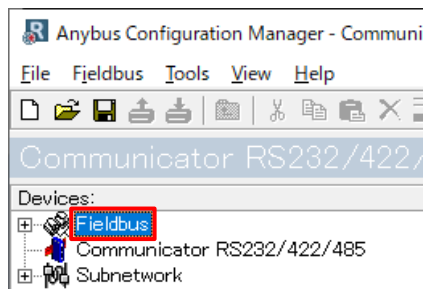 Anybus Configuration Manager - Communi
File Fieldbus Tools View Help
Communicator RS232/422/
Devices:
Fieldbus
Communicator RS232/422/485
Subnetwork